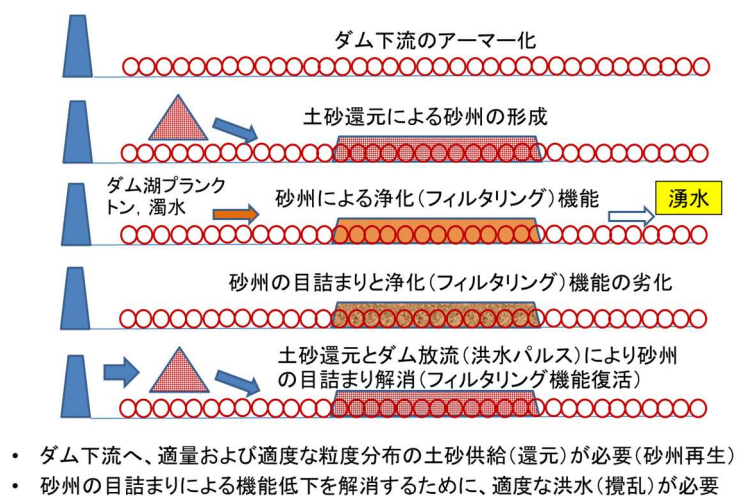 ダム下流のアーマー化
土砂還元による砂州の形成
ダム湖プランク
トン, 濁水
砂州による浄化(フィルタリング)機能
湧水
砂州の目詰まりと浄化(フィルタリング)機能の劣化
土砂還元とダム放流(洪水パルス)により砂州
の目詰まり解消(フィルタリング機能復活)
• ダム下流へ、適量および適度な粒度分布の土砂供給(還元)が必要(砂州再生)
• 砂州の目詰まりによる機能低下を解消するために、適度な洪水(攪乱)が必要